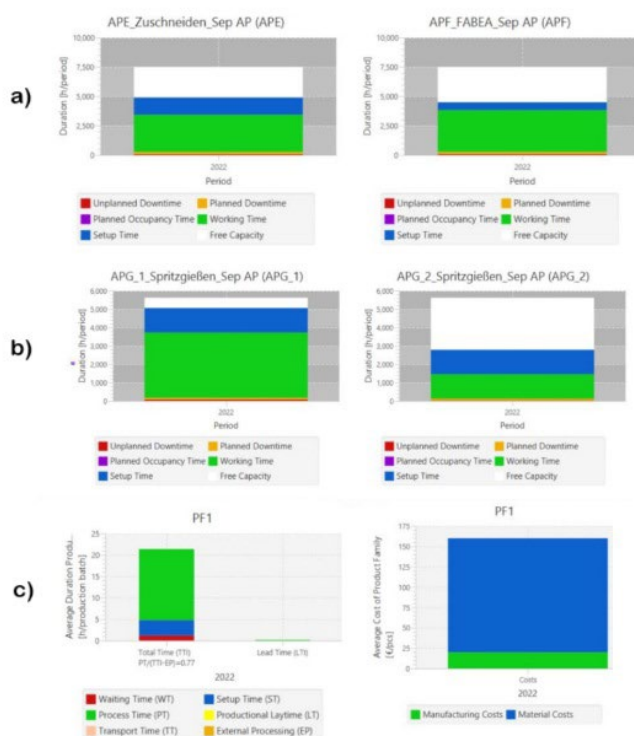 a)
APE_Zuschneiden_Sep AP (APE)
Duration [h/period]
10,000
7,500
5,000
2,500
0
2022
Period
Unplanned Downtime Planned Downtime
Planned Occupancy Time Working Time
Setup Time Free Capacity
APF_FABEA_Sep AP (APF)
Duration [h/period]
10,000
7,500
5,000
2,500
0
2022
Period
Unplanned Downtime Planned Downtime
Planned Occupancy Time Working Time
Setup Time Free Capacity
b)
APG_1_Spritzgießen_Sep AP (APG_1)
Duration [h/period]
6,000
5,000
4,000
3,000
2,000
1,000
0
2022
Period
Unplanned Downtime Planned Downtime
Planned Occupancy Time Working Time
Setup Time Free Capacity
APG_2_Spritzgießen_Sep AP (APG_2)
Duration [h/period]
6,000
5,000
4,000
3,000
2,000
1,000
0
2022
Period
Unplanned Downtime Planned Downtime
Planned Occupancy Time Working Time
Setup Time Free Capacity
c)
PF1
Average Duration Produ...
[h/production batch]
25
20
15
10
5
0
Total Time (TTI) Lead Time (LTI)
PT/(TTI-EP)=0.77
2022
Waiting Time (WT) Setup Time (ST)
Process Time (PT) Productional Laytime (LT)
Transport Time (TT) External Processing (EP)
PF1
Average Cost of Product Family
[€/pcs]
175
150
125
100
75
50
25
0
Costs
2022
Manufacturing Costs Material Costs